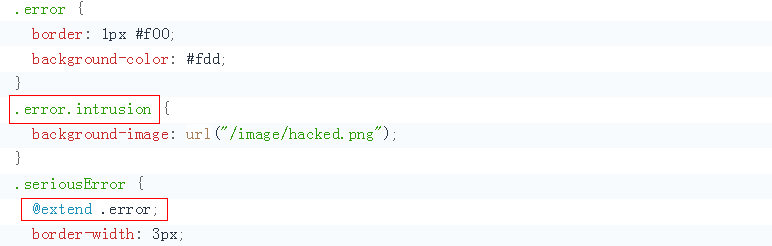 .error {
border: 1px #f00;
background-color: #fdd;
}
.error.intrusion {
background-image: url("/image/hacked.png");
}
.seriousError {
@extend .error;
border-width: 3px;